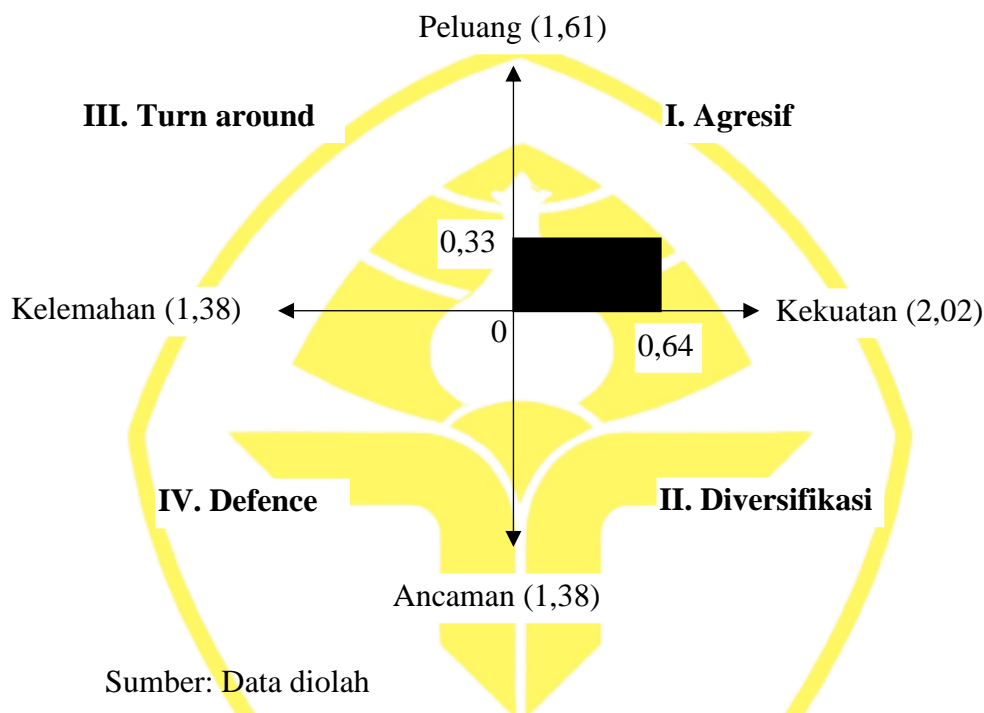 Peluang (1,61)
III. Turn around
I. Agresif
0,33
Kelemahan (1,38)
Kekuatan (2,02)
0
0,64
IV. Defence
II. Diversifikasi
Ancaman (1,38)
Sumber: Data diolah